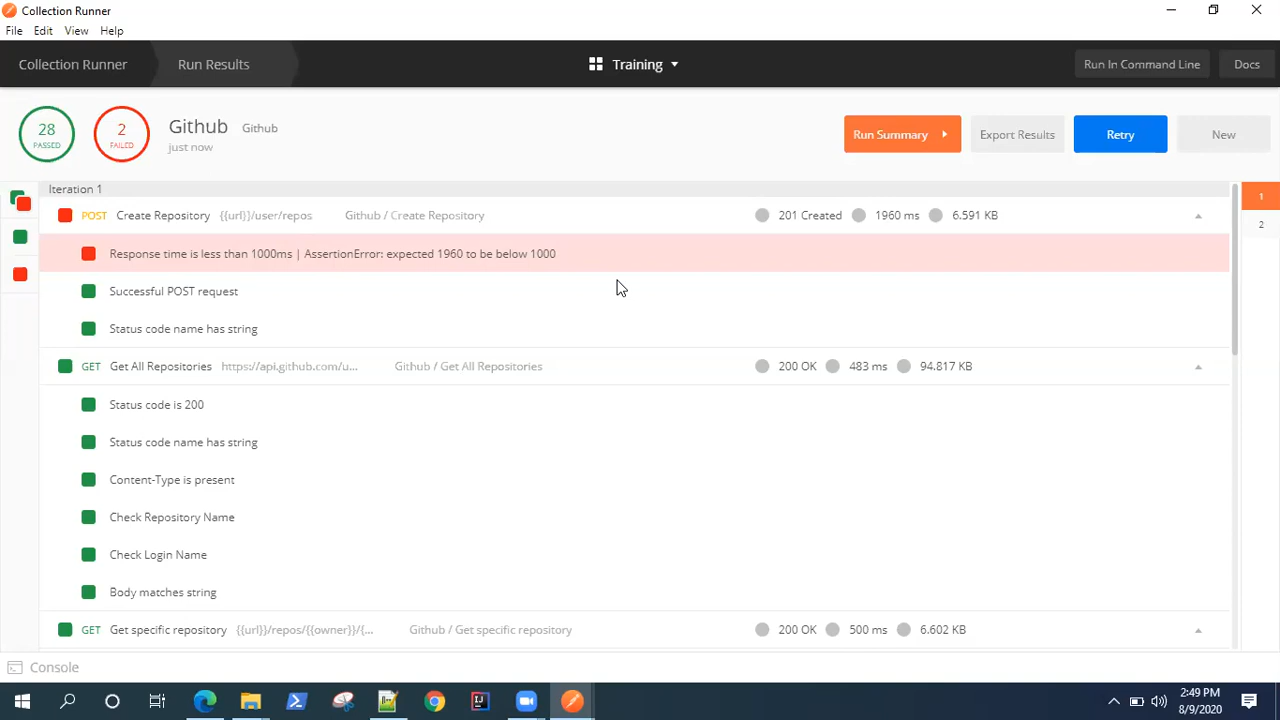 Collection Runner
File Edit View Help
Collection Runner Run Results Training Run In Command Line Docs
28 PASSED
2 FAILED
Github Github
just now
Run Summary Export Results Retry New
Iteration 1
POST Create Repository {{url}}/user/repos Github / Create Repository 201 Created 1960 ms 6.591 KB
Response time is less than 1000ms | AssertionError: expected 1960 to be below 1000
Successful POST request
Status code name has string
GET Get All Repositories https://api.github.com/u... Github / Get All Repositories 200 OK 483 ms 94.817 KB
Status code is 200
Status code name has string
Content-Type is present
Check Repository Name
Check Login Name
Body matches string
GET Get specific repository {{url}}/repos/{{owner}}/{... Github / Get specific repository 200 OK 500 ms 6.602 KB
1
2
Console
2:49 PM
8/9/2020